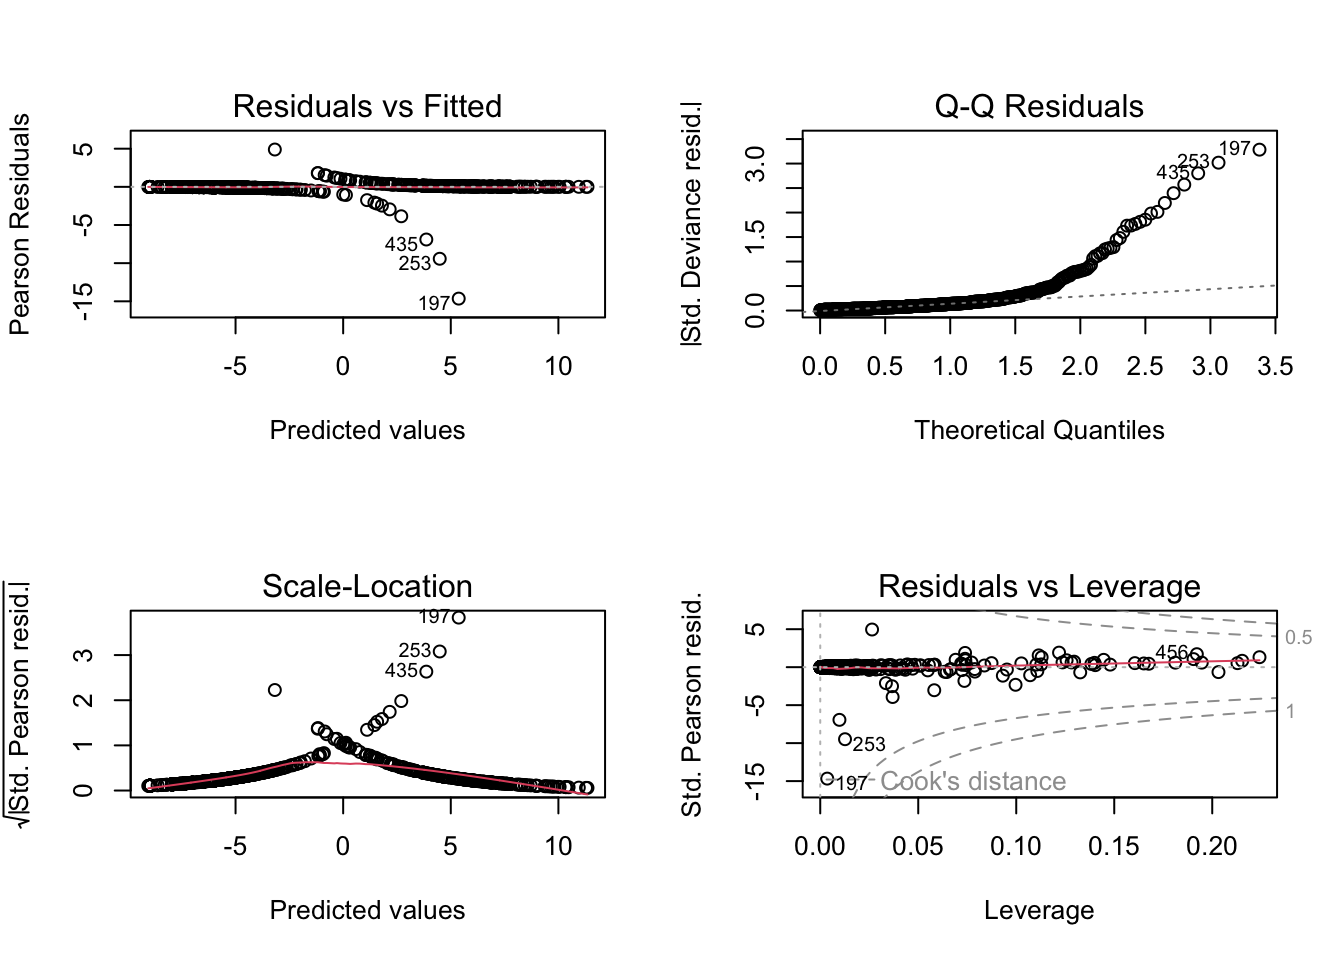 Residuals vs Fitted
Pearson Residuals
5
-5
-15
435
253
197
-5 0 5 10
Predicted values
Q-Q Residuals
|Std. Deviance resid.|
3.0
1.5
0.0
197
253
435
0.0 0.5 1.0 1.5 2.0 2.5 3.0 3.5
Theoretical Quantiles
Scale-Location
√|Std. Pearson resid.|
3
2
1
0
197
253
435
-5 0 5 10
Predicted values
Residuals vs Leverage
Std. Pearson resid.
5
-5
-15
456
253
197
Cook's distance
0.5
1
0.00 0.05 0.10 0.15 0.20
Leverage